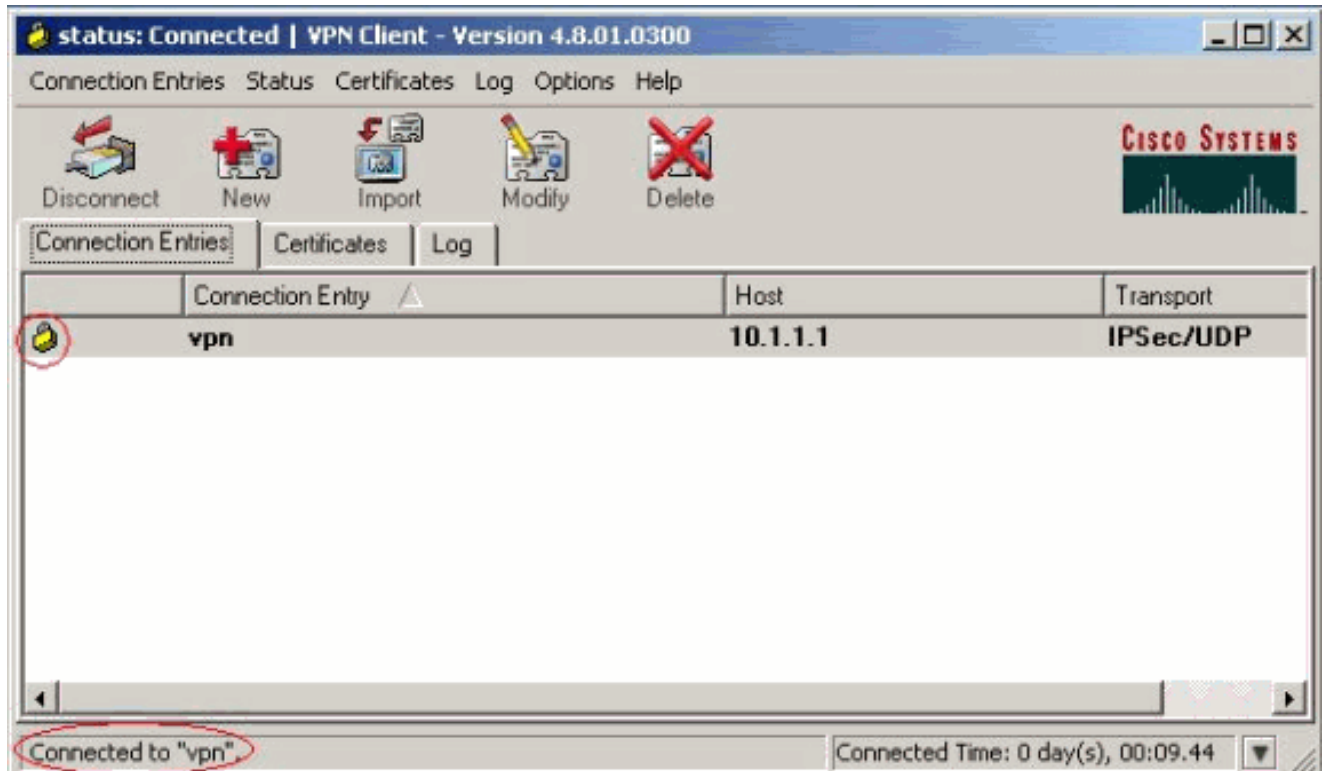 status: Connected | VPN Client - Version 4.8.01.0300
Connection Entries Status Certificates Log Options Help
Disconnect New Import Modify Delete
CISCO SYSTEMS
Connection Entries Certificates Log
Connection Entry Host Transport
vpn 10.1.1.1 IPSec/UDP
Connected to "vpn". Connected Time: 0 day(s), 00:09.44